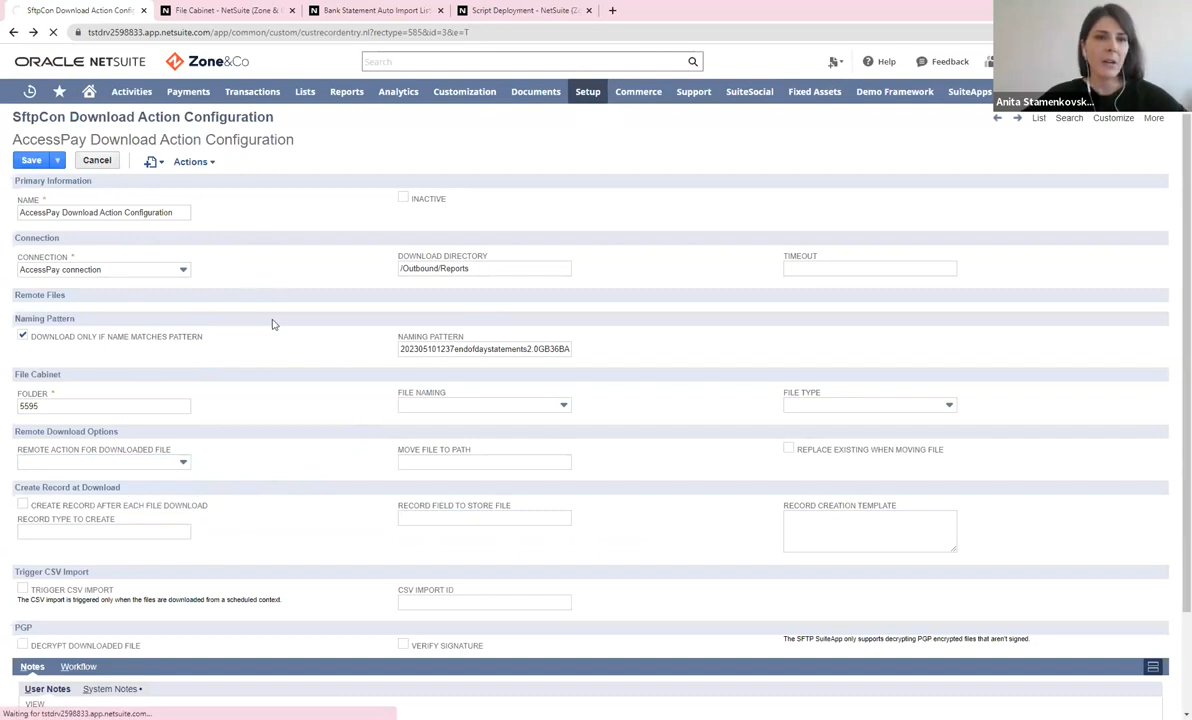 SftpCon Download Action Config
File Cabinet - NetSuite (Zone & C
Bank Statement Auto Import List
Script Deployment - NetSuite (Zo
tstdrv2598833.app.netsuite.com/app/common/custom/custrecordentry.nl?rectype=585&id=3&e=T
ORACLE NETSUITE
Zone&Co
Search
Help
Feedback
Activities Payments Transactions Lists Reports Analytics Customization Documents Setup Commerce Support SuiteSocial Fixed Assets Demo Framework SuiteApps
Anita Stamenkovsk...
SftpCon Download Action Configuration
List Search Customize More
AccessPay Download Action Configuration
Save
Cancel
Actions
Primary Information
NAME *
AccessPay Download Action Configuration
INACTIVE
Connection
CONNECTION *
AccessPay connection
DOWNLOAD DIRECTORY
/Outbound/Reports
TIMEOUT
Remote Files
Naming Pattern
DOWNLOAD ONLY IF NAME MATCHES PATTERN
NAMING PATTERN
202305101237endofdaystatements2.0GB36BA
File Cabinet
FOLDER *
5595
FILE NAMING
FILE TYPE
Remote Download Options
REMOTE ACTION FOR DOWNLOADED FILE
MOVE FILE TO PATH
REPLACE EXISTING WHEN MOVING FILE
Create Record at Download
CREATE RECORD AFTER EACH FILE DOWNLOAD
RECORD TYPE TO CREATE
RECORD FIELD TO STORE FILE
RECORD CREATION TEMPLATE
Trigger CSV Import
TRIGGER CSV IMPORT
The CSV import is triggered only when the files are downloaded from a scheduled context.
CSV IMPORT ID
PGP
DECRYPT DOWNLOADED FILE
VERIFY SIGNATURE
The SFTP SuiteApp only supports decrypting PGP encrypted files that aren't signed.
Notes Workflow
User Notes System Notes •
VIEW
Waiting for tstdrv2598833.app.netsuite.com...